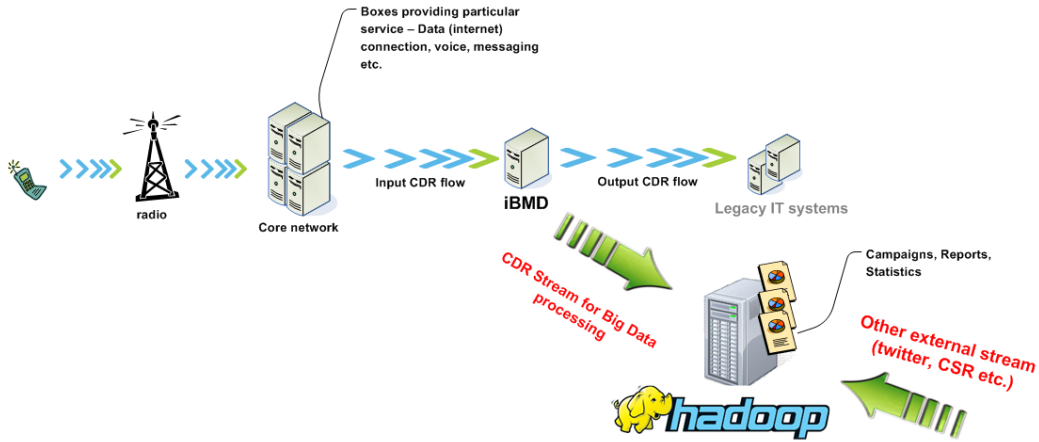 Boxes providing particular
service – Data (internet)
connection, voice, messaging
etc.
radio
Core network
Input CDR flow
iBMD
Output CDR flow
Legacy IT systems
CDR Stream for Big Data
processing
Campaigns, Reports,
Statistics
Other external stream
(twitter, CSR etc.)
hadoop